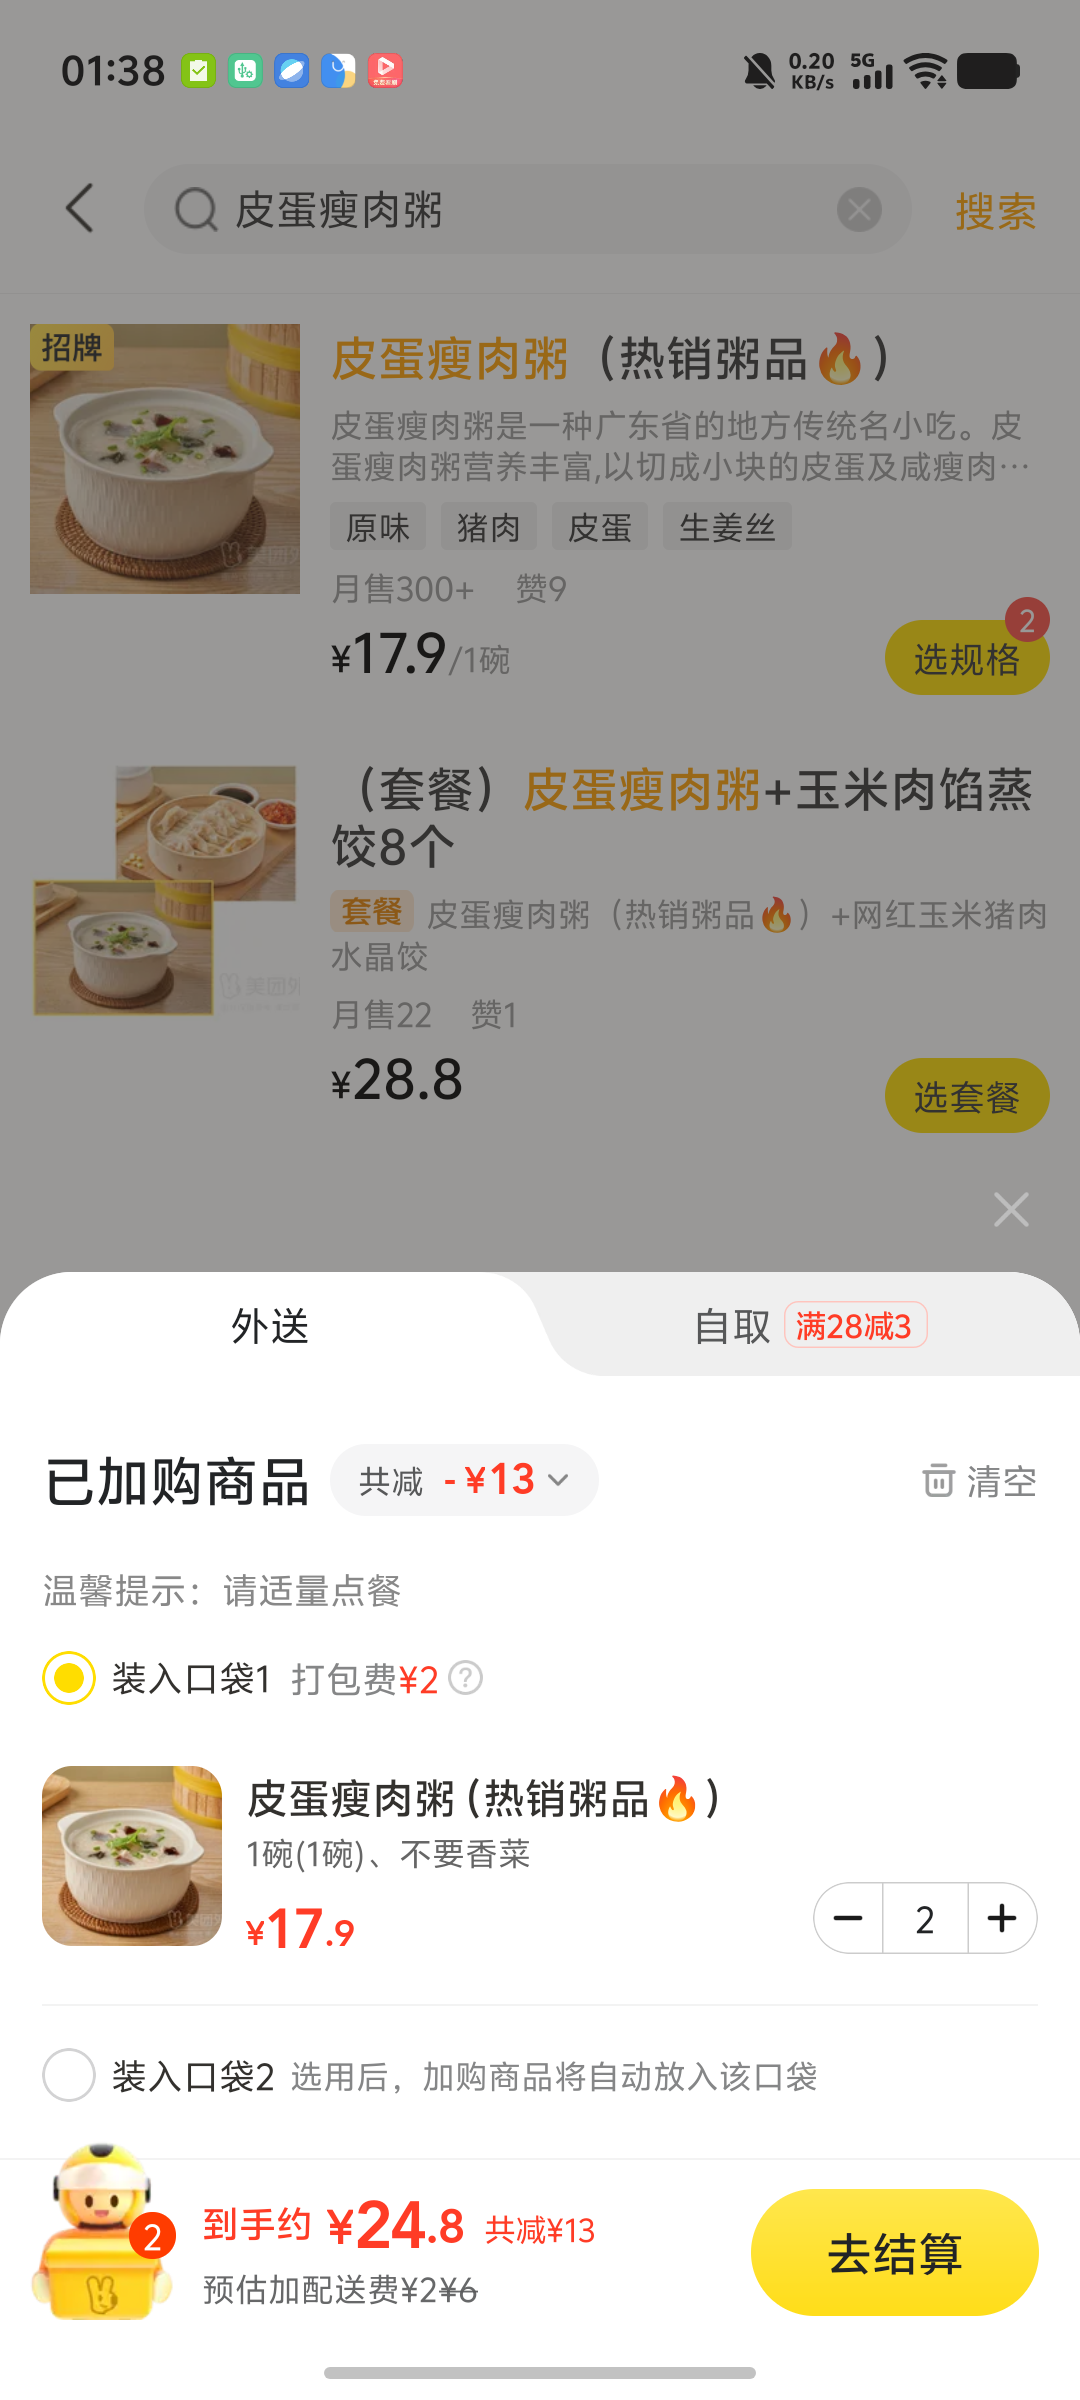 01:38
0.20
KB/s
5G
皮蛋瘦肉粥
搜索
招牌
皮蛋瘦肉粥（热销粥品🔥）
皮蛋瘦肉粥是一种广东省的地方传统名小吃。皮
蛋瘦肉粥营养丰富,以切成小块的皮蛋及咸瘦肉…
原味 猪肉 皮蛋 生姜丝
月售300+ 赞9
¥17.9/1碗
2
选规格
（套餐）皮蛋瘦肉粥+玉米肉馅蒸
饺8个
套餐 皮蛋瘦肉粥（热销粥品🔥）+网红玉米猪肉
水晶饺
月售22 赞1
¥28.8
选套餐
外送
自取 满28减3
已加购商品 共减 -¥13
清空
温馨提示：请适量点餐
装入口袋1 打包费¥2 ?
皮蛋瘦肉粥（热销粥品🔥）
1碗(1碗)、不要香菜
¥17.9
2
装入口袋2 选用后，加购商品将自动放入该口袋
2
到手约 ¥24.8 共减¥13
预估加配送费¥2¥6
去结算